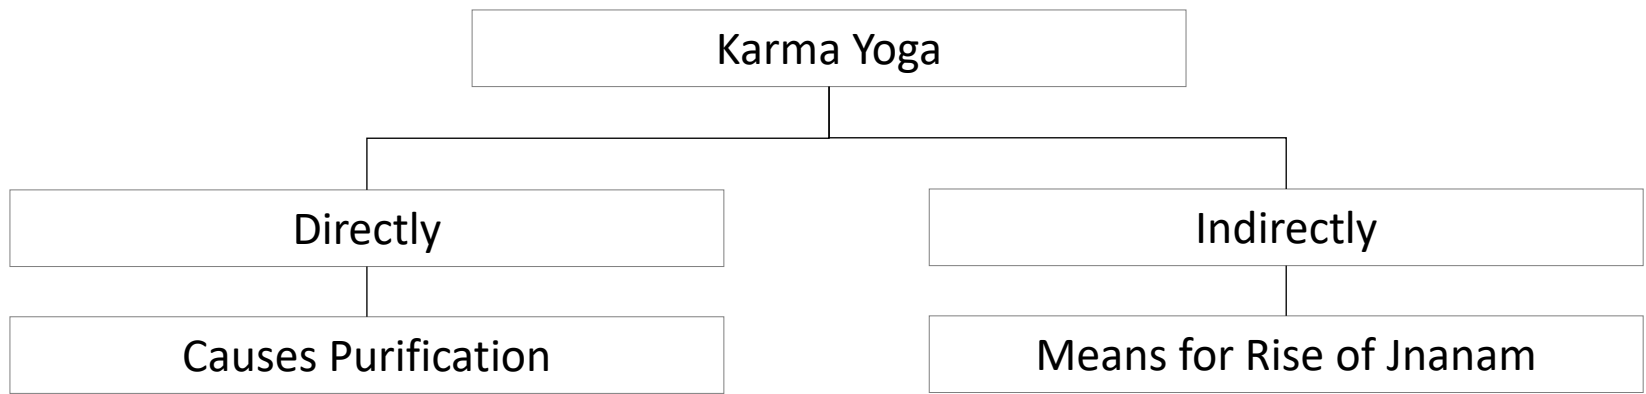 Karma Yoga
Directly
Indirectly
Causes Purification
Means for Rise of Jnanam